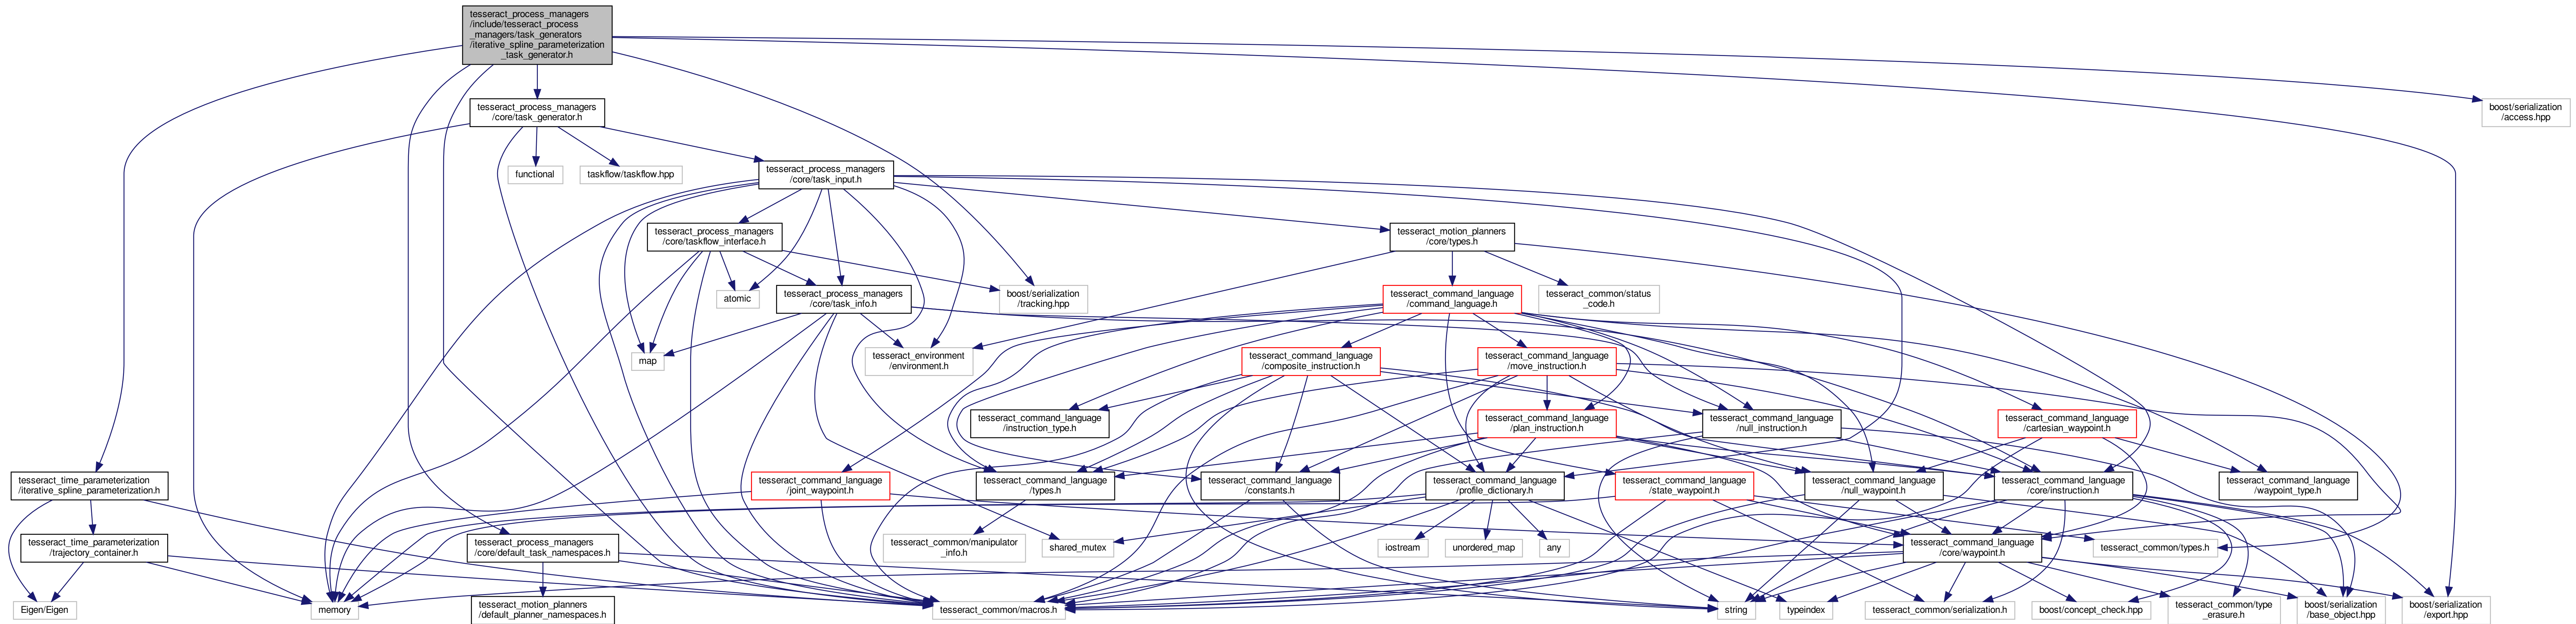 tesseract_process_managers
/include/tesseract_process
_managers/task_generators
/iterative_spline_parameterization
_task_generator.h
tesseract_process_managers
/core/task_generator.h
boost/serialization
/access.hpp
functional
taskflow/taskflow.hpp
tesseract_process_managers
/core/task_input.h
tesseract_process_managers
/core/taskflow_interface.h
tesseract_motion_planners
/core/types.h
atomic
tesseract_process_managers
/core/task_info.h
boost/serialization
/tracking.hpp
tesseract_command_language
/command_language.h
tesseract_common/status
_code.h
map
tesseract_environment
/environment.h
tesseract_command_language
/composite_instruction.h
tesseract_command_language
/move_instruction.h
tesseract_command_language
/instruction_type.h
tesseract_command_language
/plan_instruction.h
tesseract_command_language
/null_instruction.h
tesseract_command_language
/cartesian_waypoint.h
tesseract_time_parameterization
/iterative_spline_parameterization.h
tesseract_command_language
/joint_waypoint.h
tesseract_command_language
/types.h
tesseract_command_language
/constants.h
tesseract_command_language
/profile_dictionary.h
tesseract_command_language
/state_waypoint.h
tesseract_command_language
/null_waypoint.h
tesseract_command_language
/core/instruction.h
tesseract_command_language
/waypoint_type.h
tesseract_time_parameterization
/trajectory_container.h
tesseract_process_managers
/core/default_task_namespaces.h
tesseract_common/manipulator
_info.h
shared_mutex
iostream
unordered_map
any
tesseract_command_language
/core/waypoint.h
tesseract_common/types.h
Eigen/Eigen
memory
tesseract_motion_planners
/default_planner_namespaces.h
tesseract_common/macros.h
string
typeindex
tesseract_common/serialization.h
boost/concept_check.hpp
tesseract_common/type
_erasure.h
boost/serialization
/base_object.hpp
boost/serialization
/export.hpp